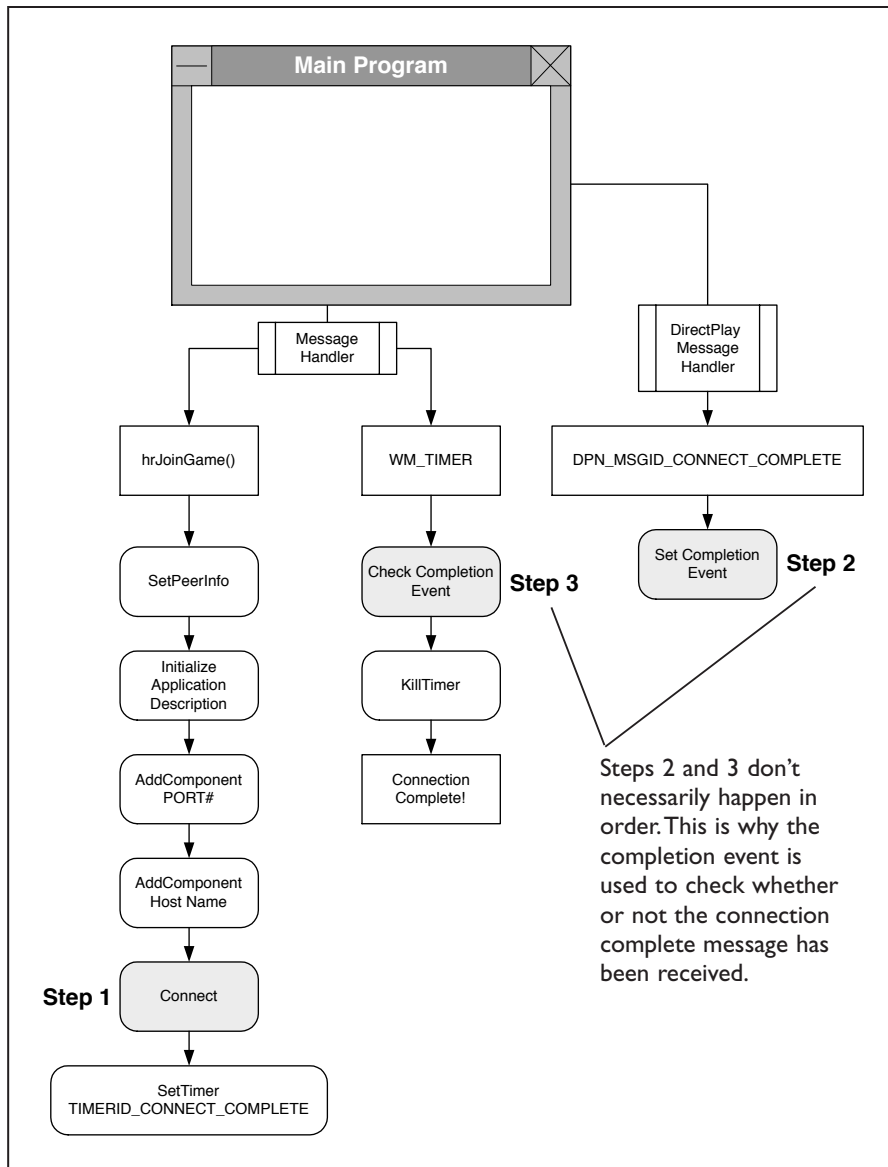 Main Program
Message
Handler
DirectPlay
Message
Handler
hrJoinGame()
WM_TIMER
DPN_MSGID_CONNECT_COMPLETE
SetPeerInfo
Check Completion
Event
Step 3
Set Completion
Event
Step 2
Initialize
Application
Description
KillTimer
AddComponent
PORT#
Connection
Complete!
Steps 2 and 3 don’t
necessarily happen in
order. This is why the
completion event is
used to check whether
or not the connection
complete message has
been received.
AddComponent
Host Name
Step 1
Connect
SetTimer
TIMERID_CONNECT_COMPLETE